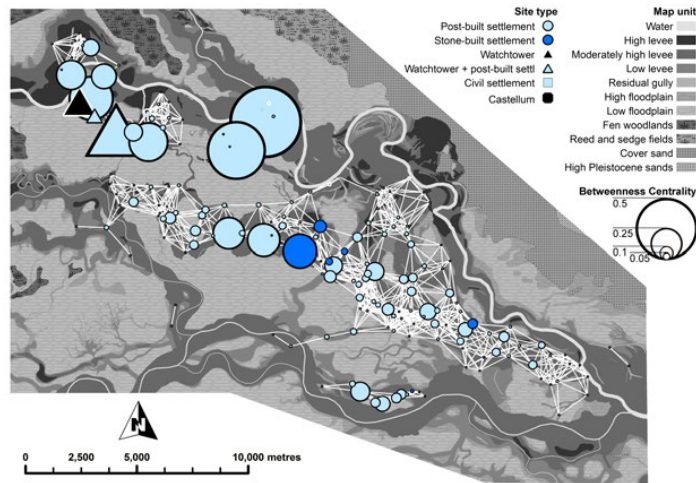 Site type
Post-built settlement
Stone-built settlement
Watchtower
Watchtower + post-built settl
Civil settlement
Castellum
Map unit
Water
High levee
Moderately high levee
Low levee
Residual gully
High floodplain
Low floodplain
Fen woodlands
Reed and sedge fields
Cover sand
High Pleistocene sands
Betweenness Centrality
0.5
0.25
0.1
0.05
N
0 2,500 5,000 10,000 metres